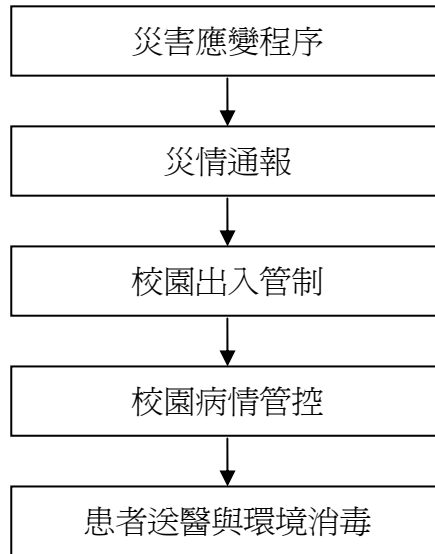 災害應變程序
災情通報
校園出入管制
校園病情管控
患者送醫與環境消毒